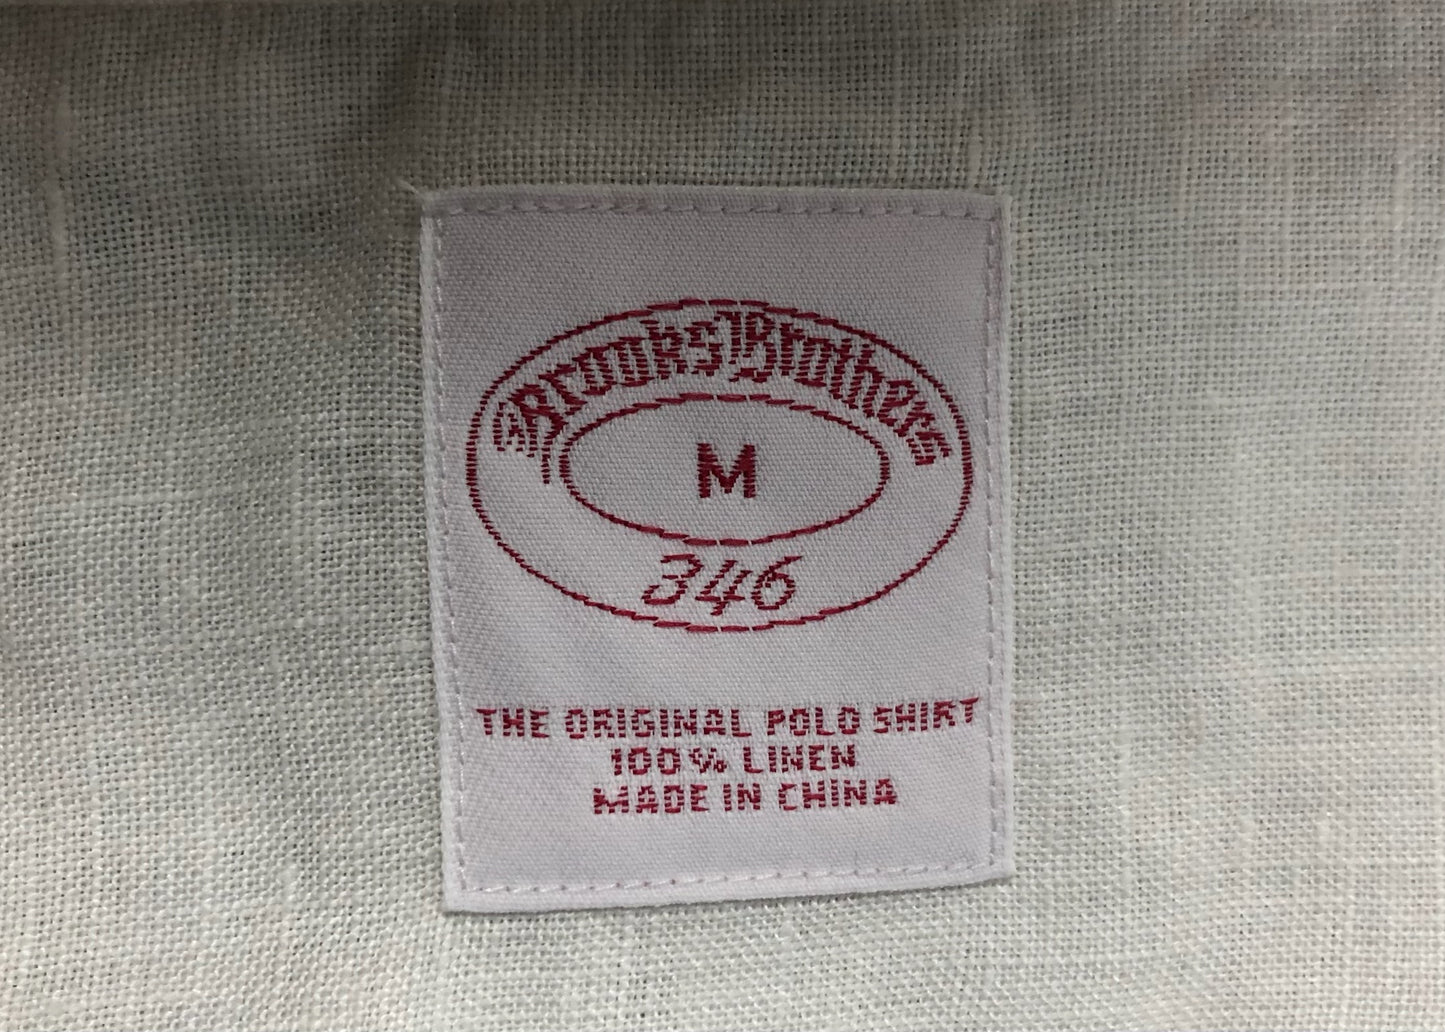 ® Brooks Brothers
M
346
THE ORIGINAL POLO SHIRT
100% LINEN
MADE IN CHINA